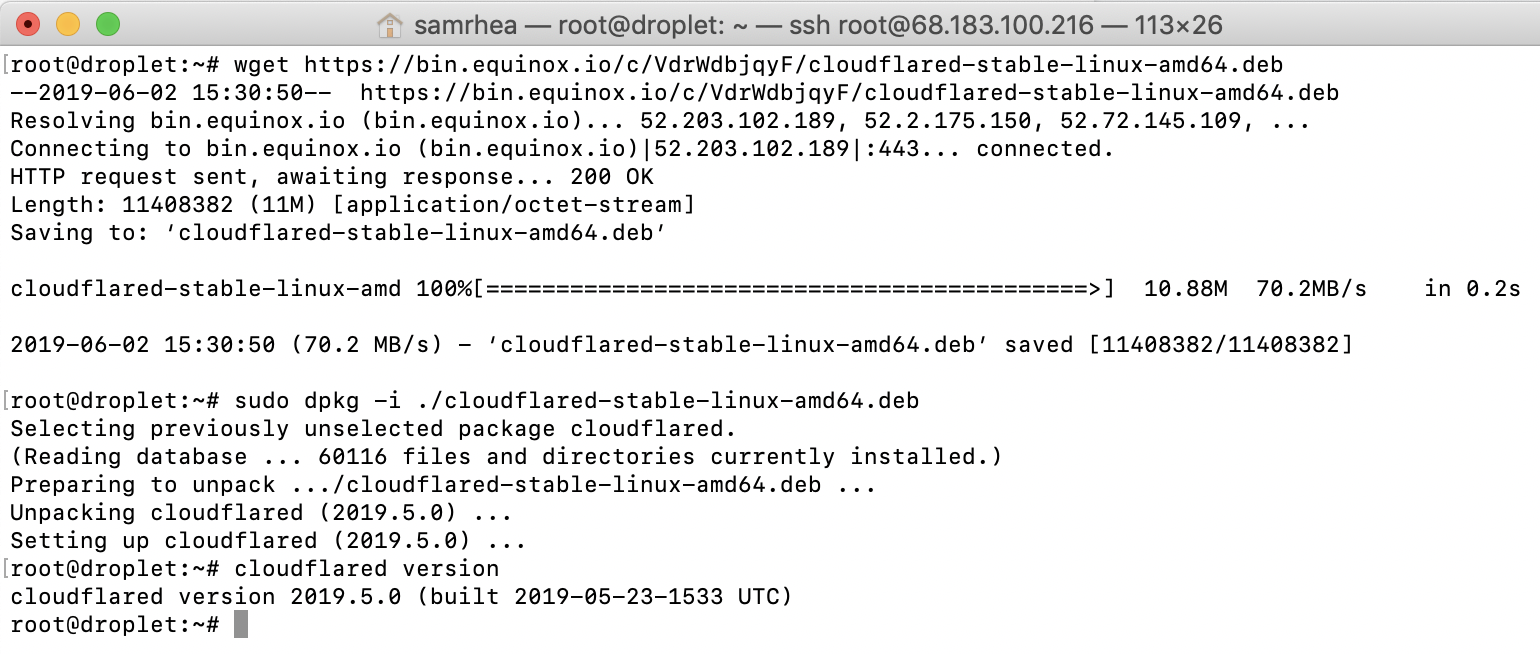 samrhea — root@droplet: ~ — ssh root@68.183.100.216 — 113×26
[root@droplet:~# wget https://bin.equinox.io/c/VdrWdbjqyF/cloudflared-stable-linux-amd64.deb
--2019-06-02 15:30:50--  https://bin.equinox.io/c/VdrWdbjqyF/cloudflared-stable-linux-amd64.deb
Resolving bin.equinox.io (bin.equinox.io)... 52.203.102.189, 52.2.175.150, 52.72.145.109, ...
Connecting to bin.equinox.io (bin.equinox.io)|52.203.102.189|:443... connected.
HTTP request sent, awaiting response... 200 OK
Length: 11408382 (11M) [application/octet-stream]
Saving to: ‘cloudflared-stable-linux-amd64.deb’
cloudflared-stable-linux-amd 100%[===========================================>]  10.88M  70.2MB/s    in 0.2s
2019-06-02 15:30:50 (70.2 MB/s) - ‘cloudflared-stable-linux-amd64.deb’ saved [11408382/11408382]
[root@droplet:~# sudo dpkg -i ./cloudflared-stable-linux-amd64.deb
Selecting previously unselected package cloudflared.
(Reading database ... 60116 files and directories currently installed.)
Preparing to unpack .../cloudflared-stable-linux-amd64.deb ...
Unpacking cloudflared (2019.5.0) ...
Setting up cloudflared (2019.5.0) ...
[root@droplet:~# cloudflared version
cloudflared version 2019.5.0 (built 2019-05-23-1533 UTC)
root@droplet:~#